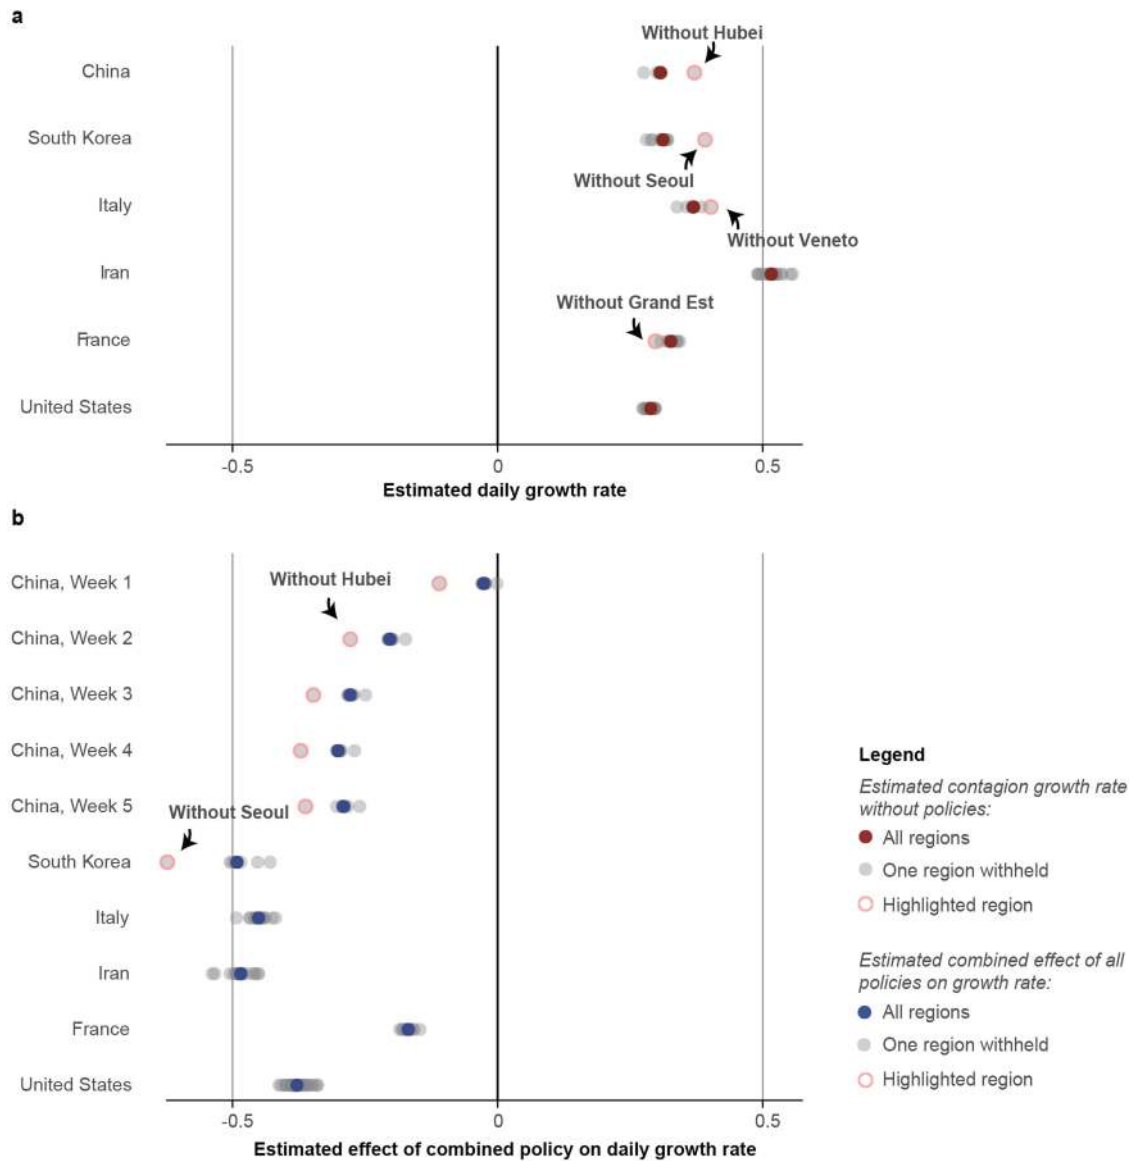 a
Without Hubei
China
South Korea
Without Seoul
Italy
Without Veneto
Iran
Without Grand Est
France
United States
-0.5 0 0.5
Estimated daily growth rate
b
China, Week 1
Without Hubei
China, Week 2
China, Week 3
China, Week 4
China, Week 5
Without Seoul
South Korea
Italy
Iran
France
United States
-0.5 0 0.5
Estimated effect of combined policy on daily growth rate
Legend
Estimated contagion growth rate
without policies:
All regions
One region withheld
Highlighted region
Estimated combined effect of all
policies on growth rate:
All regions
One region withheld
Highlighted region